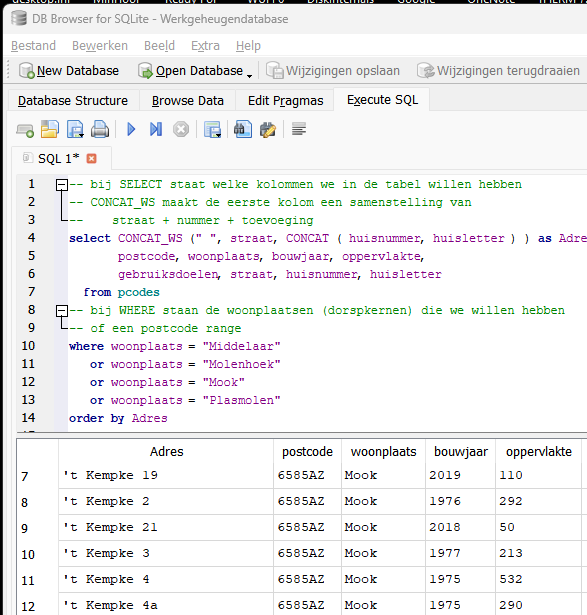 DB Browser for SQLite - Werkgeheugendatabase
Bestand Bewerken Beeld Extra Help
New Database Open Database Wijzigingen opslaan Wijzigingen terugdraaien
Database Structure Browse Data Edit Pragmas Execute SQL
SQL 1*
1 -- bij SELECT staat welke kolommen we in de tabel willen hebben
2 -- CONCAT_WS maakt de eerste kolom een samenstelling van
3 -- straat + nummer + toevoeging
4 select CONCAT_WS (" ", straat, CONCAT ( huisnummer, huisletter ) ) as Adre
5 postcode, woonplaats, bouwjaar, oppervlakte,
6 gebruiksdoelen, straat, huisnummer, huisletter
7 from pcodes
8 -- bij WHERE staan de woonplaatsen (dorspkernen) die we willen hebben
9 -- of een postcode range
10 where woonplaats = "Middelaar"
11 or woonplaats = "Molenhoek"
12 or woonplaats = "Mook"
13 or woonplaats = "Plasmolen"
14 order by Adres
Adres postcode woonplaats bouwjaar oppervlakte
7 't Kempke 19 6585AZ Mook 2019 110
8 't Kempke 2 6585AZ Mook 1976 292
9 't Kempke 21 6585AZ Mook 2018 50
10 't Kempke 3 6585AZ Mook 1977 213
11 't Kempke 4 6585AZ Mook 1975 532
12 't Kempke 4a 6585AZ Mook 1975 290